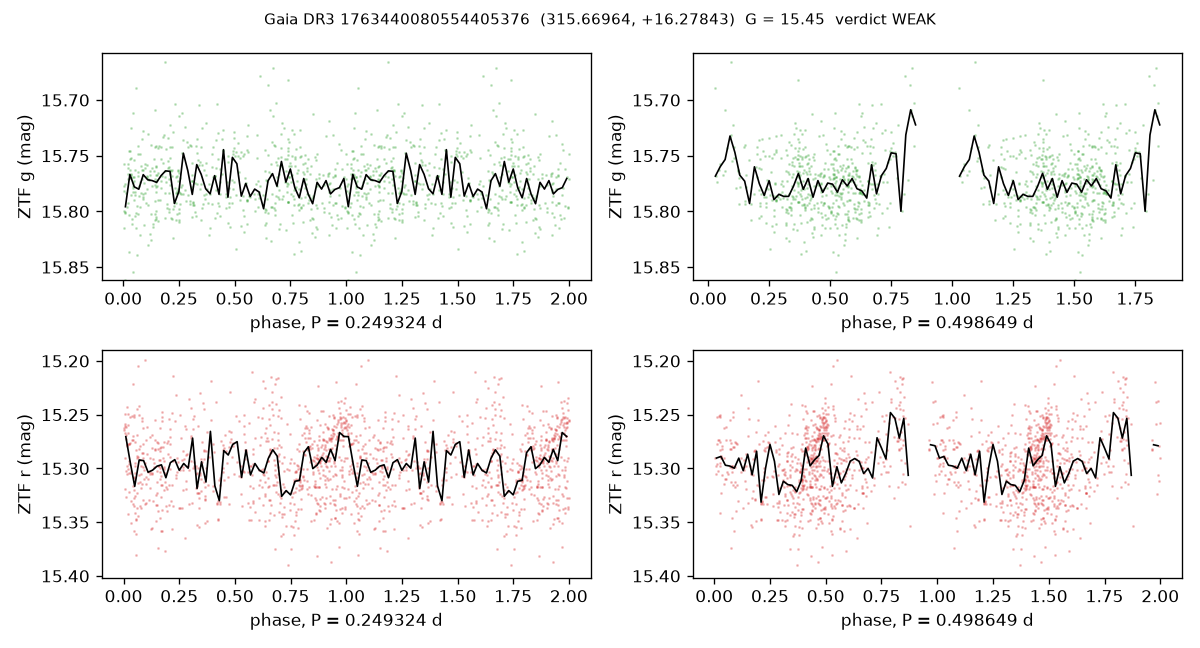 Gaia DR3 1763440080554405376 (315.66964, +16.27843) G = 15.45 verdict WEAK
ZTF g (mag)
15.70
15.75
15.80
15.85
0.00 0.25 0.50 0.75 1.00 1.25 1.50 1.75 2.00
phase, P = 0.249324 d
ZTF g (mag)
15.70
15.75
15.80
15.85
0.00 0.25 0.50 0.75 1.00 1.25 1.50 1.75
phase, P = 0.498649 d
ZTF r (mag)
15.20
15.25
15.30
15.35
15.40
0.00 0.25 0.50 0.75 1.00 1.25 1.50 1.75 2.00
phase, P = 0.249324 d
ZTF r (mag)
15.20
15.25
15.30
15.35
15.40
0.00 0.25 0.50 0.75 1.00 1.25 1.50 1.75 2.00
phase, P = 0.498649 d